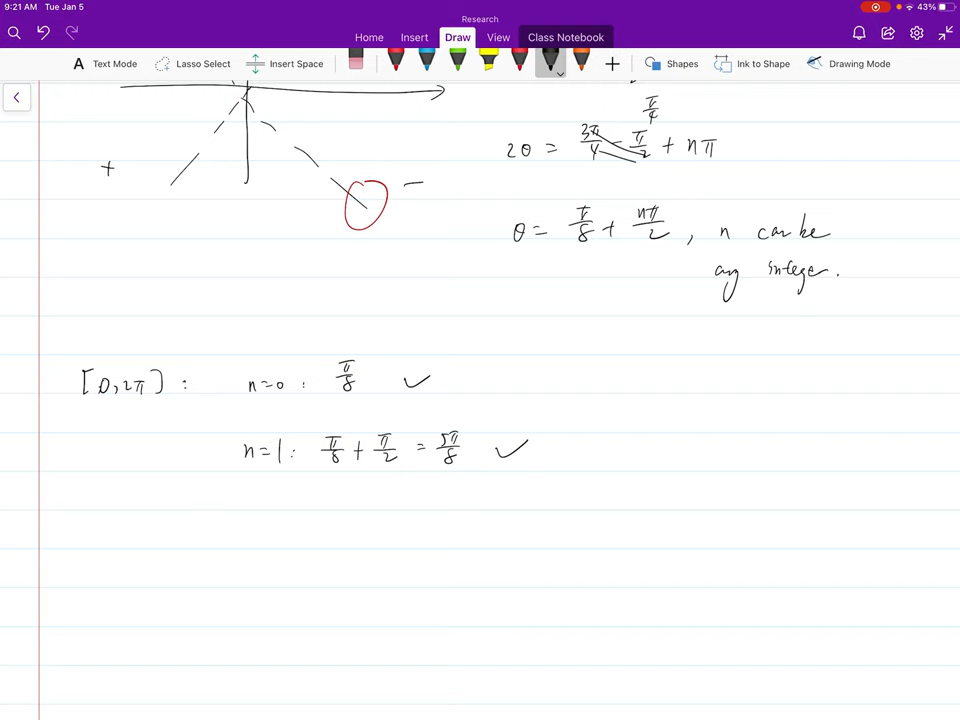 9:21 AM Tue Jan 5
43%
Research
Home Insert Draw View Class Notebook
A Text Mode Lasso Select Insert Space Shapes Ink to Shape Drawing Mode
π/4
2θ = 3π/4 - π/2 + nπ
+
−
θ = π/8 + nπ/2 , n can be
any integer.
[0, 2π] : n=0 : π/8 ✓
n=1 : π/8 + π/2 = 5π/8 ✓